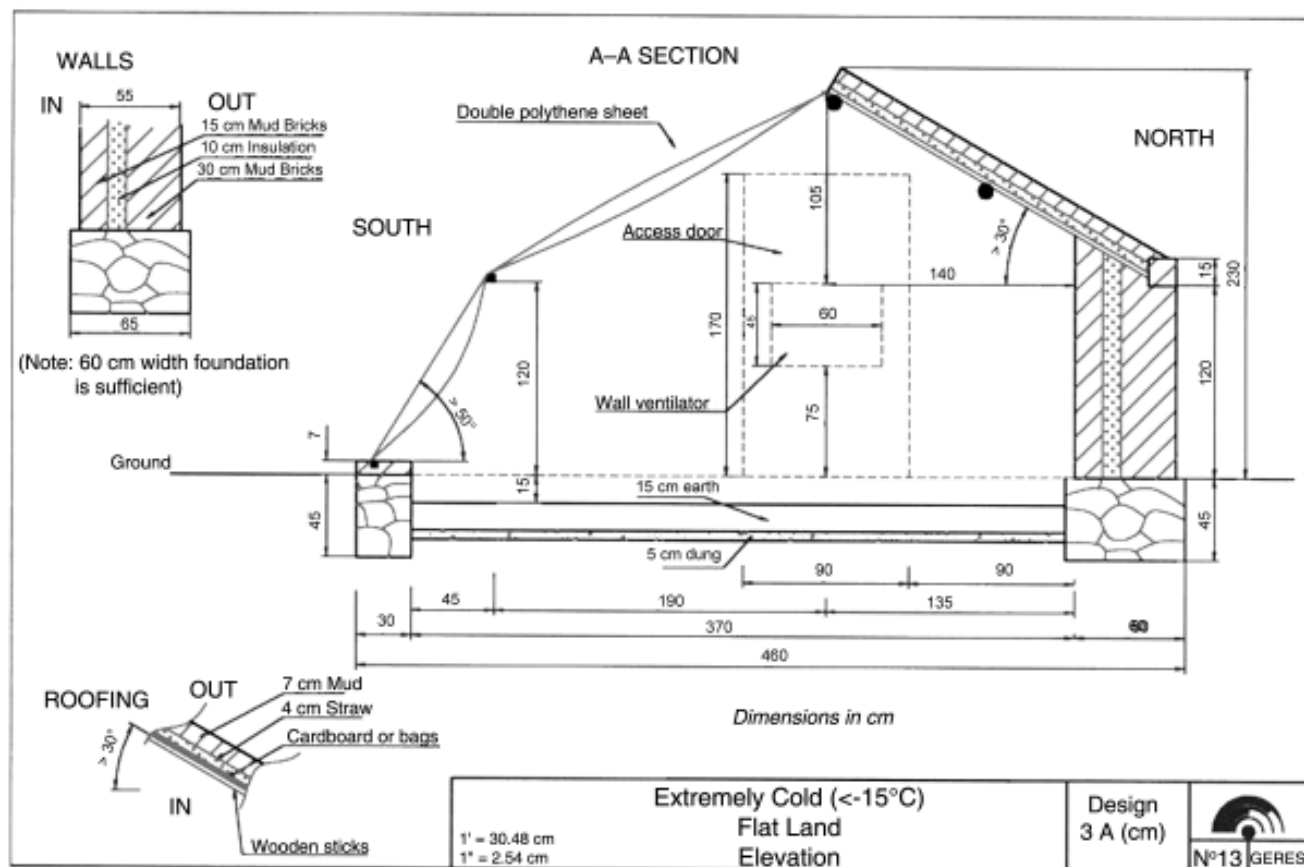 WALLS
IN
55
OUT
15 cm Mud Bricks
10 cm Insulation
30 cm Mud Bricks
65
(Note: 60 cm width foundation
is sufficient)
A–A SECTION
Double polythene sheet
NORTH
SOUTH
Access door
Wall ventilator
105
> 30°
140
15
230
170
45
60
120
75
120
> 50°
7
Ground
45
15
15 cm earth
5 cm dung
45
90
90
45
190
135
30
370
60
460
Dimensions in cm
ROOFING
OUT
7 cm Mud
4 cm Straw
Cardboard or bags
> 30°
IN
Wooden sticks
1' = 30.48 cm
1" = 2.54 cm
Extremely Cold (<-15°C)
Flat Land
Elevation
Design
3 A (cm)
Nº13
GERES